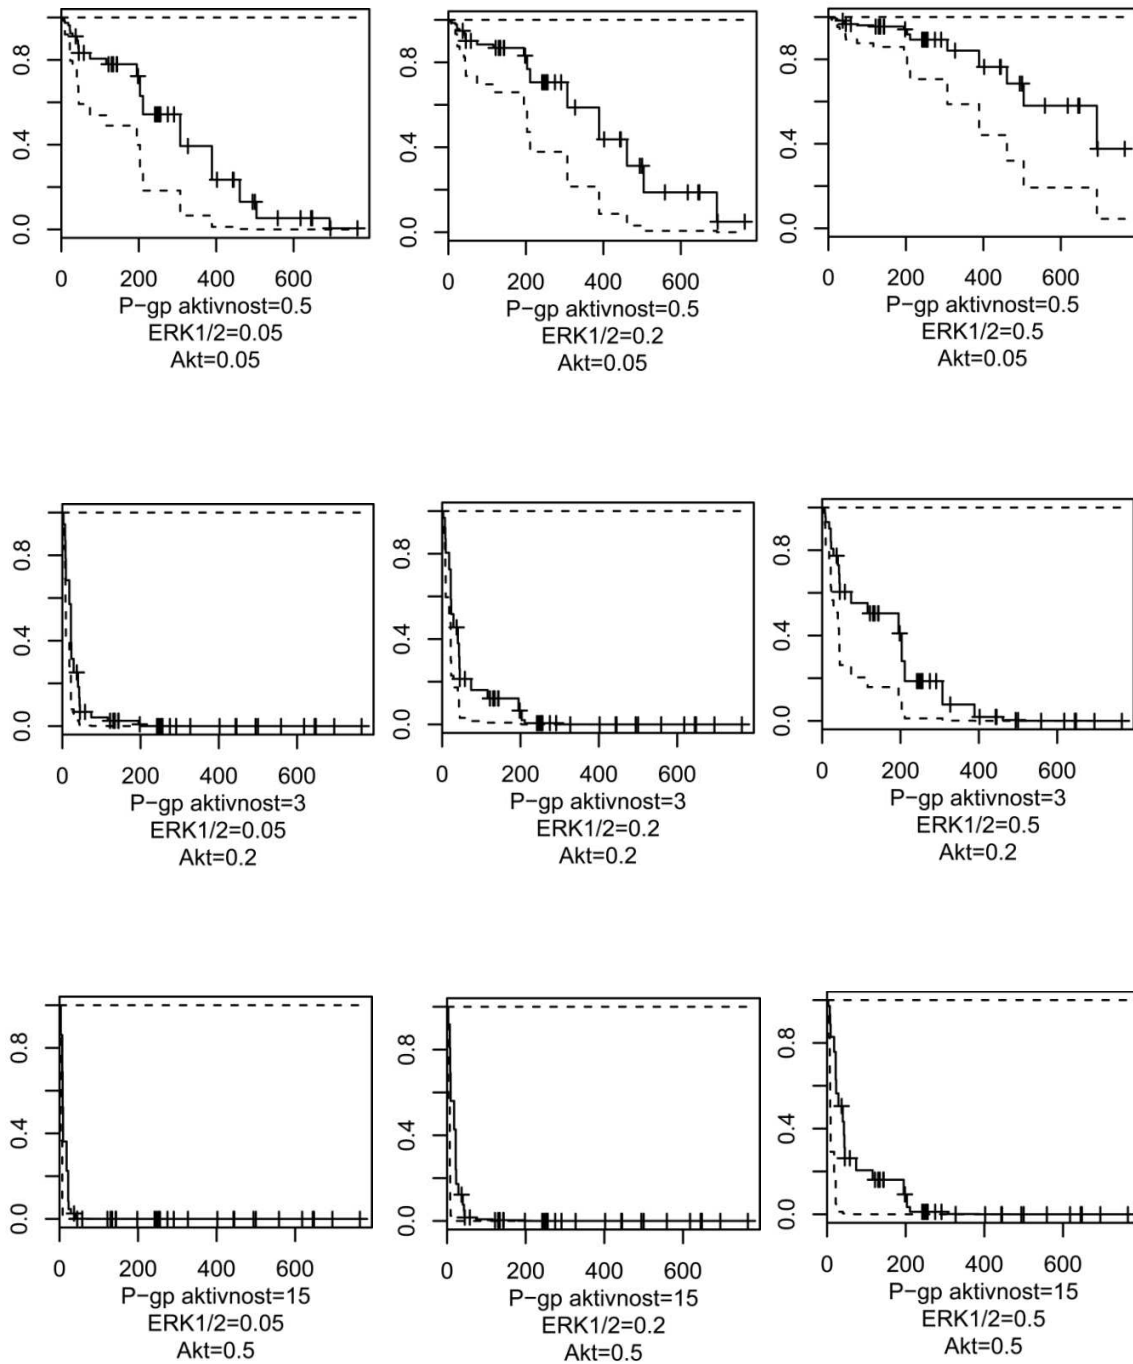 0.8
0.4
0.0
0 200 400 600
P-gp aktivnost=0.5
ERK1/2=0.05
Akt=0.05
0.8
0.4
0.0
0 200 400 600
P-gp aktivnost=0.5
ERK1/2=0.2
Akt=0.05
0.8
0.4
0.0
0 200 400 600
P-gp aktivnost=0.5
ERK1/2=0.5
Akt=0.05
0.8
0.4
0.0
0 200 400 600
P-gp aktivnost=3
ERK1/2=0.05
Akt=0.2
0.8
0.4
0.0
0 200 400 600
P-gp aktivnost=3
ERK1/2=0.2
Akt=0.2
0.8
0.4
0.0
0 200 400 600
P-gp aktivnost=3
ERK1/2=0.5
Akt=0.2
0.8
0.4
0.0
0 200 400 600
P-gp aktivnost=15
ERK1/2=0.05
Akt=0.5
0.8
0.4
0.0
0 200 400 600
P-gp aktivnost=15
ERK1/2=0.2
Akt=0.5
0.8
0.4
0.0
0 200 400 600
P-gp aktivnost=15
ERK1/2=0.5
Akt=0.5